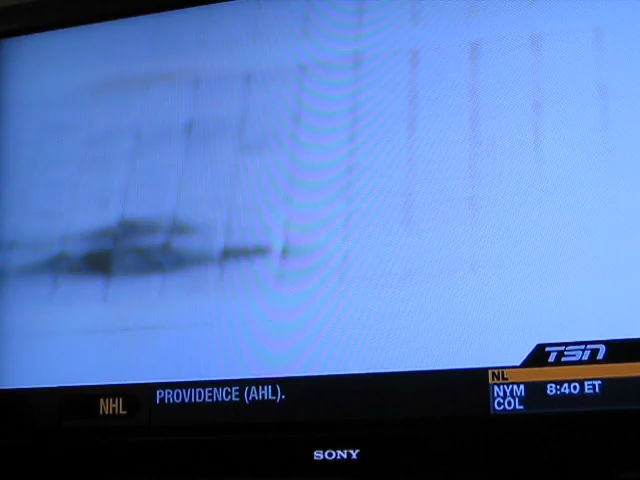 TSN
NL
NYM 8:40 ET
COL
NHL PROVIDENCE (AHL).
SONY